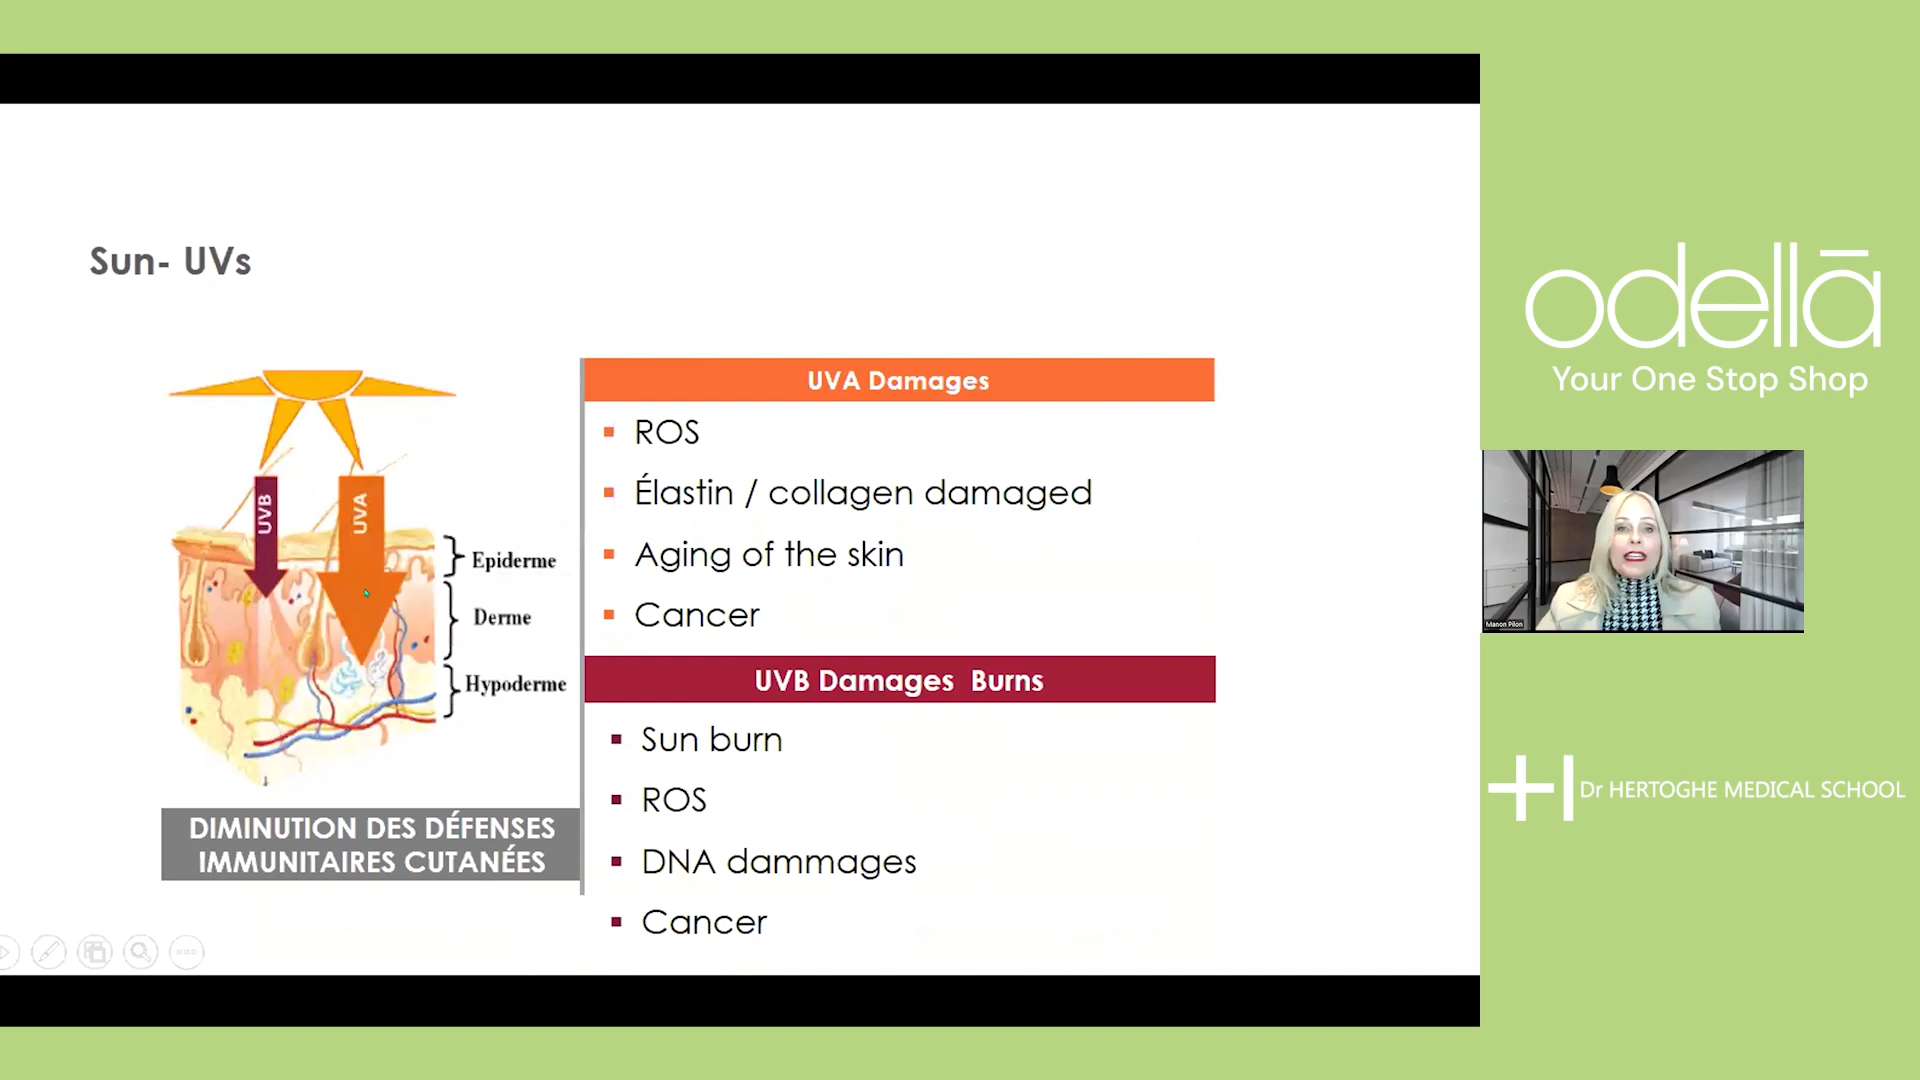 Sun- UVs
UVB
UVA
Epiderme
Derme
Hypoderme
DIMINUTION DES DÉFENSES
IMMUNITAIRES CUTANÉES
UVA Damages
ROS
Élastin / collagen damaged
Aging of the skin
Cancer
UVB Damages Burns
Sun burn
ROS
DNA dammages
Cancer
odellā
Your One Stop Shop
Manon Pilon
Dr HERTOGHE MEDICAL SCHOOL